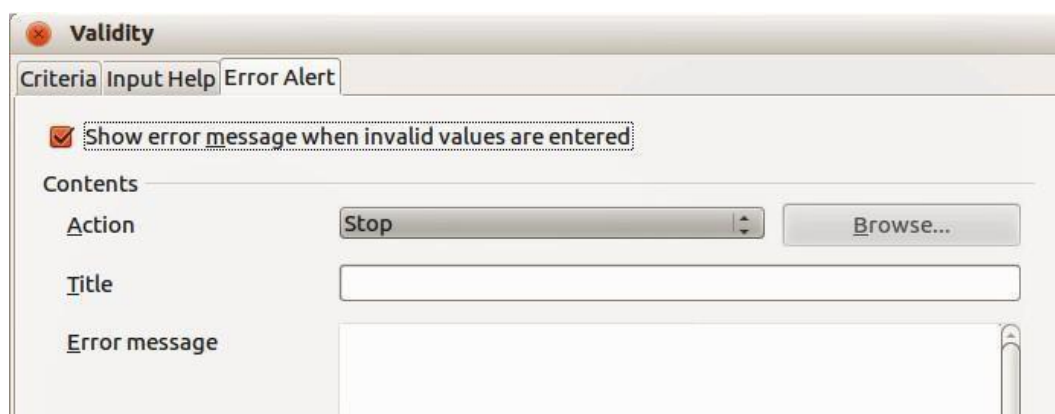 Validity
Criteria Input Help Error Alert
Show error message when invalid values are entered
Contents
Action Stop Browse...
Title
Error message